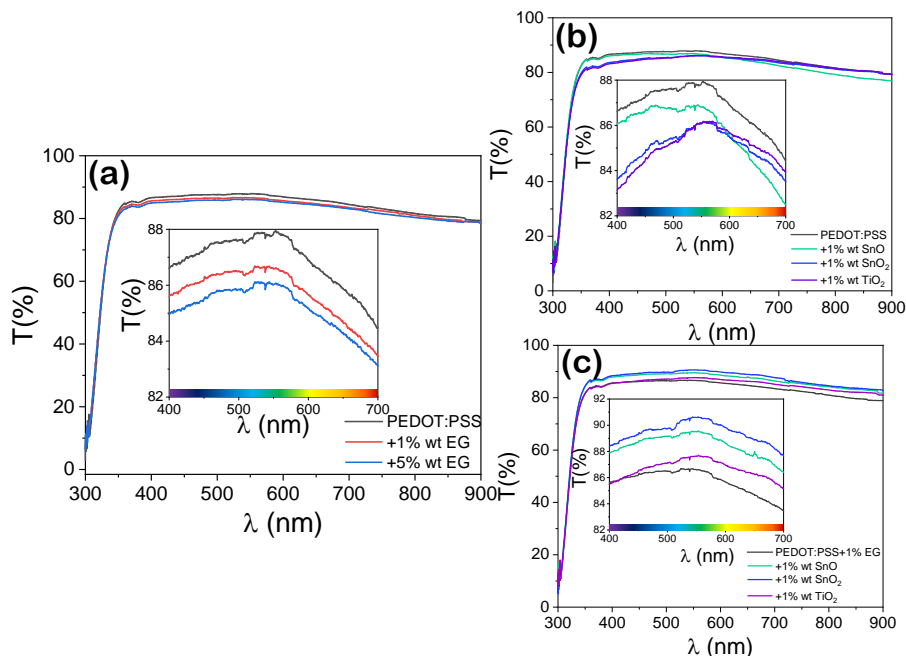 (a)
T(%)
100
80
60
40
20
0
300 400 500 600 700 800 900
λ (nm)
T(%)
88
86
84
82
400 500 600 700
λ (nm)
PEDOT:PSS
+1% wt EG
+5% wt EG
(b)
T(%)
100
80
60
40
20
0
300 400 500 600 700 800 900
λ (nm)
T(%)
88
86
84
82
400 450 500 550 600 650 700
λ (nm)
PEDOT:PSS
+1% wt SnO
+1% wt SnO₂
+1% wt TiO₂
(c)
T(%)
100
80
60
40
20
0
300 400 500 600 700 800 900
λ (nm)
T(%)
92
90
88
86
84
82
400 500 600 700
λ (nm)
PEDOT:PSS+1% EG
+1% wt SnO
+1% wt SnO₂
+1% wt TiO₂